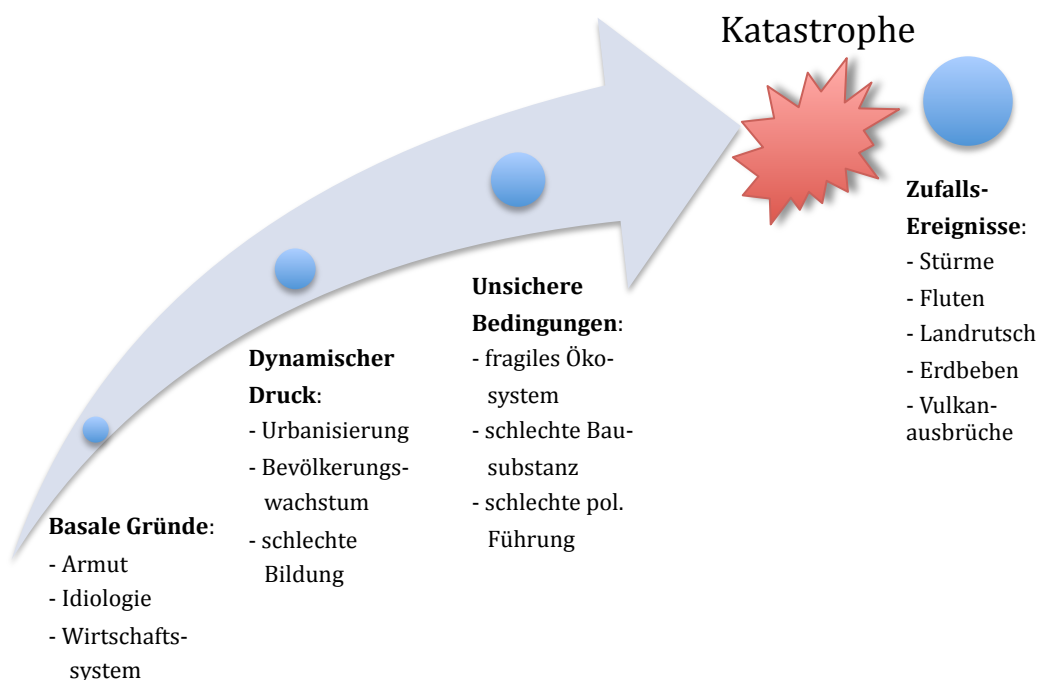 Katastrophe
Basale Gründe:
- Armut
- Idiologie
- Wirtschafts-
system
Dynamischer
Druck:
- Urbanisierung
- Bevölkerungs-
wachstum
- schlechte
Bildung
Unsichere
Bedingungen:
- fragiles Öko-
system
- schlechte Bau-
substanz
- schlechte pol.
Führung
Zufalls-
Ereignisse:
- Stürme
- Fluten
- Landrutsch
- Erdbeben
- Vulkan-
ausbrüche